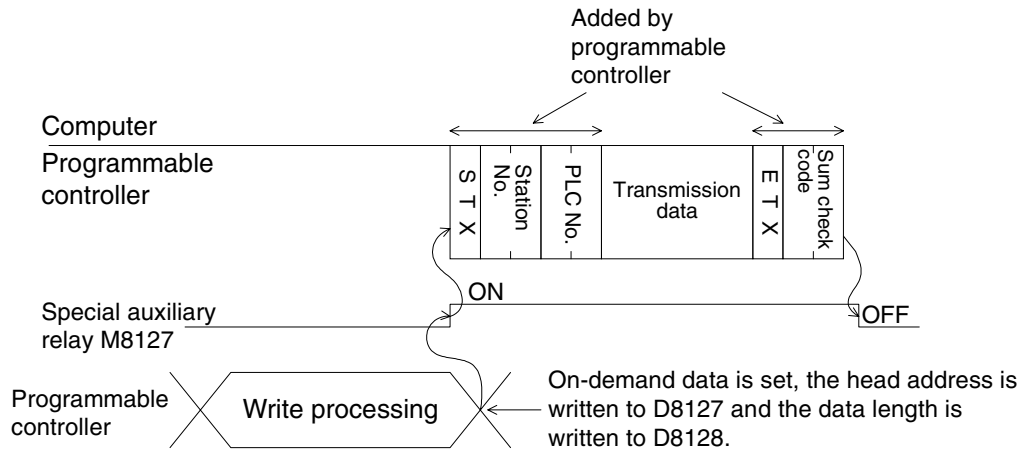 Added by
programmable
controller
Computer
Programmable
controller
S T X
Station
No.
PLC No.
Transmission
data
E T X
Sum check
code
ON
Special auxiliary
relay M8127
OFF
Programmable
controller
Write processing
On-demand data is set, the head address is
written to D8127 and the data length is
written to D8128.